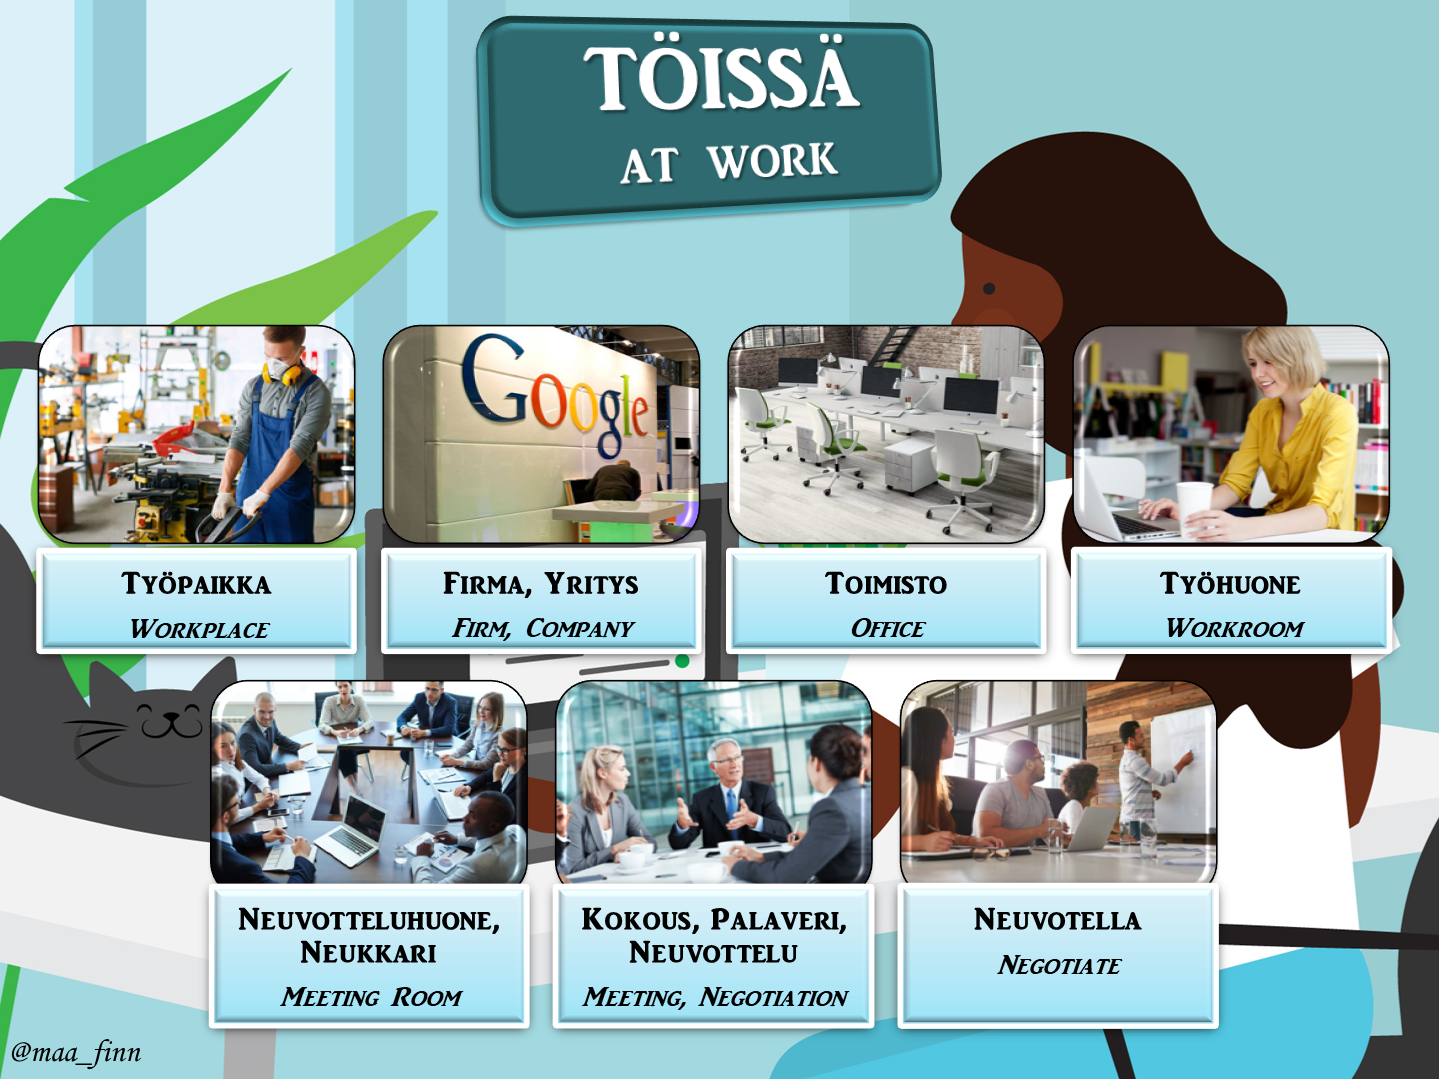 TÖISSÄ
AT WORK
Google
TYÖPAIKKA
WORKPLACE
FIRMA, YRITYS
FIRM, COMPANY
TOIMISTO
OFFICE
TYÖHUONE
WORKROOM
NEUVOTTELUHUONE,
NEUKKARI
MEETING ROOM
KOKOUS, PALAVERI,
NEUVOTTELU
MEETING, NEGOTIATION
NEUVOTELLA
NEGOTIATE
@maa_finn